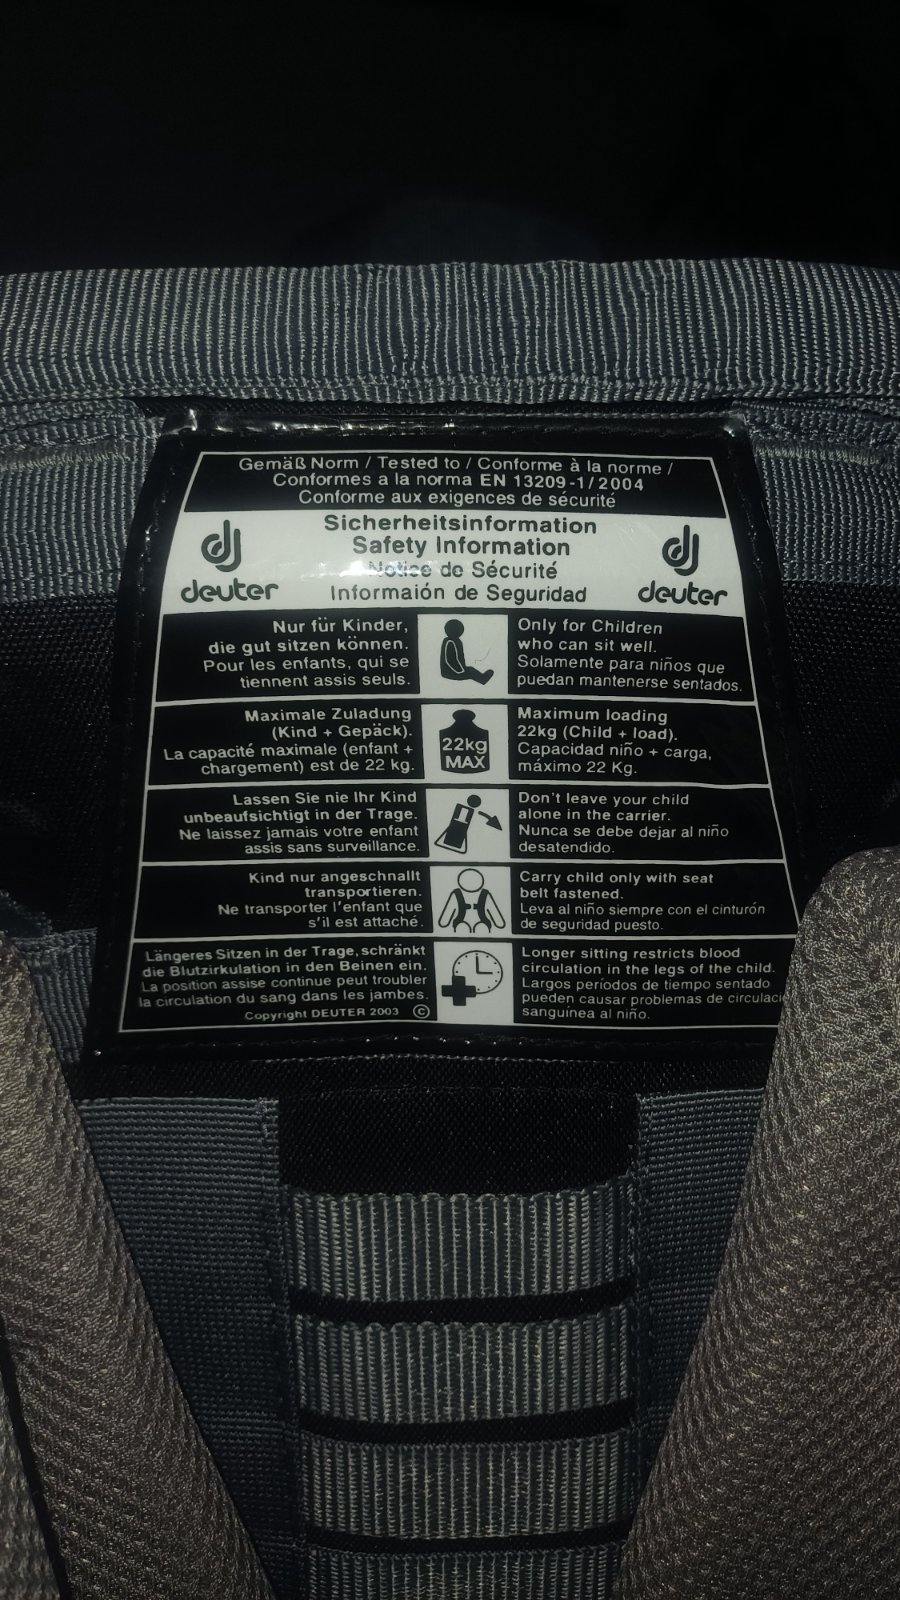 Gemäß Norm / Tested to / Conforme à la norme /
Conformes a la norma EN 13209-1/2004
Conforme aux exigences de sécurité
Sicherheitsinformation
Safety Information
Notice de Sécurité
Informaión de Seguridad
deuter
deuter
Nur für Kinder,
die gut sitzen können.
Pour les enfants, qui se
tiennent assis seuls.
Only for Children
who can sit well.
Solamente para niños que
puedan mantenerse sentados.
Maximale Zuladung
(Kind + Gepäck).
La capacité maximale (enfant +
chargement) est de 22 kg.
22kg
MAX
Maximum loading
22kg (Child + load).
Capacidad niño + carga,
máximo 22 Kg.
Lassen Sie nie Ihr Kind
unbeaufsichtigt in der Trage.
Ne laissez jamais votre enfant
assis sans surveillance.
Don't leave your child
alone in the carrier.
Nunca se debe dejar al niño
desatendido.
Kind nur angeschnallt
transportieren.
Ne transporter l'enfant que
s'il est attaché.
Carry child only with seat
belt fastened.
Leva al niño siempre con el cinturón
de seguridad puesto.
Längeres Sitzen in der Trage,schränkt
die Blutzirkulation in den Beinen ein.
La position assise continue peut troubler
la circulation du sang dans les jambes.
Copyright DEUTER 2003 ©
Longer sitting restricts blood
circulation in the legs of the child.
Largos períodos de tiempo sentado
pueden causar problemas de circulaci
sanguínea al niño.